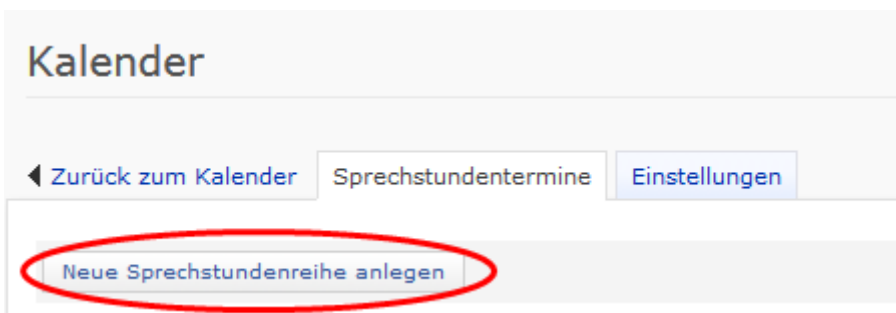 Kalender
Zurück zum Kalender Sprechstundentermine Einstellungen
Neue Sprechstundenreihe anlegen